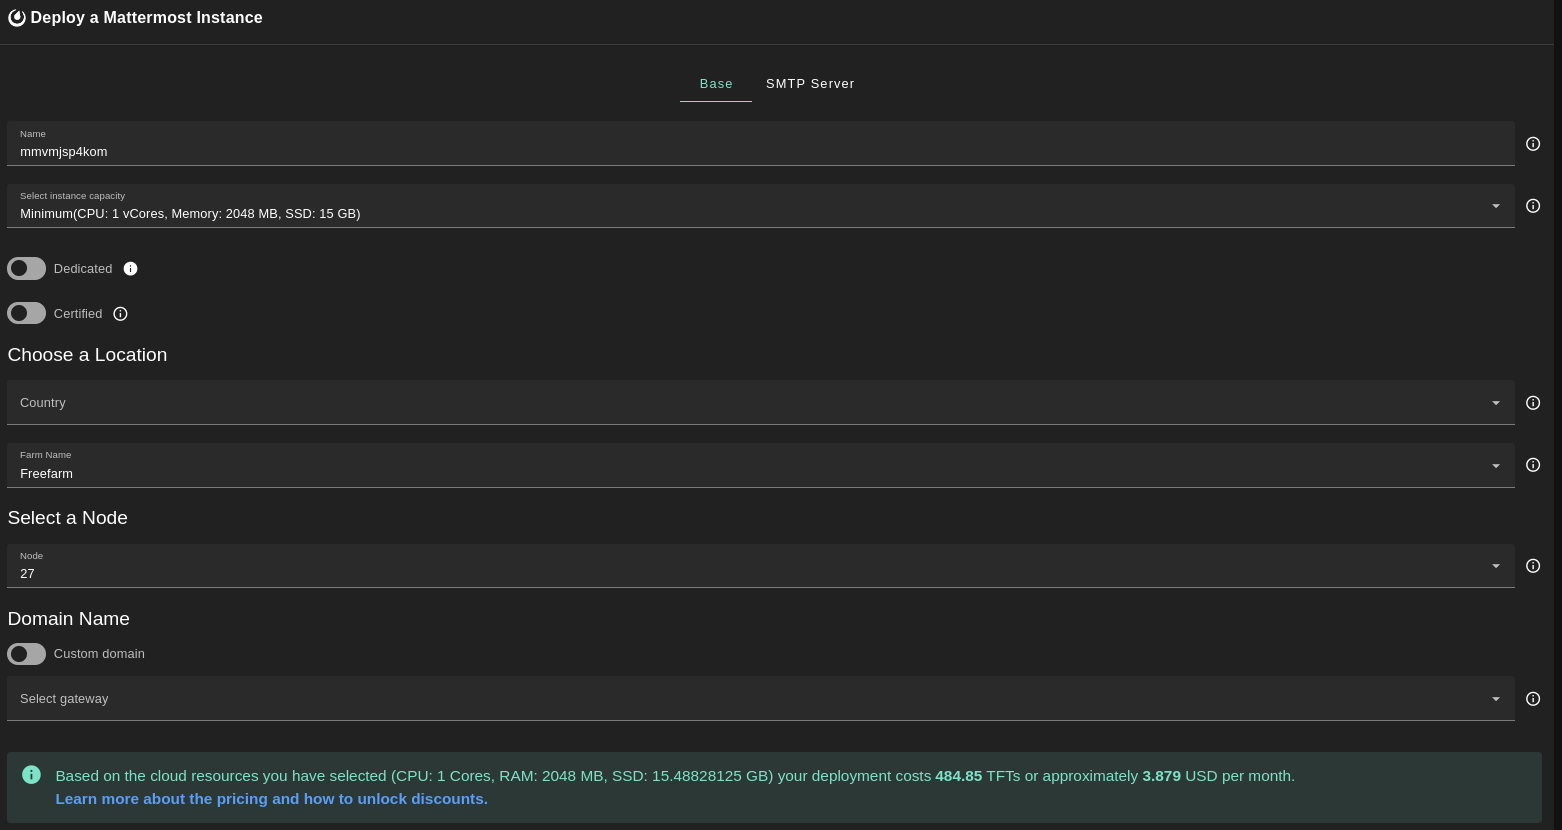 Deploy a Mattermost Instance
Base SMTP Server
Name
mmvmjsp4kom
Select instance capacity
Minimum(CPU: 1 vCores, Memory: 2048 MB, SSD: 15 GB)
Dedicated
Certified
Choose a Location
Country
Farm Name
Freefarm
Select a Node
Node
27
Domain Name
Custom domain
Select gateway
Based on the cloud resources you have selected (CPU: 1 Cores, RAM: 2048 MB, SSD: 15.48828125 GB) your deployment costs 484.85 TFTs or approximately 3.879 USD per month.
Learn more about the pricing and how to unlock discounts.